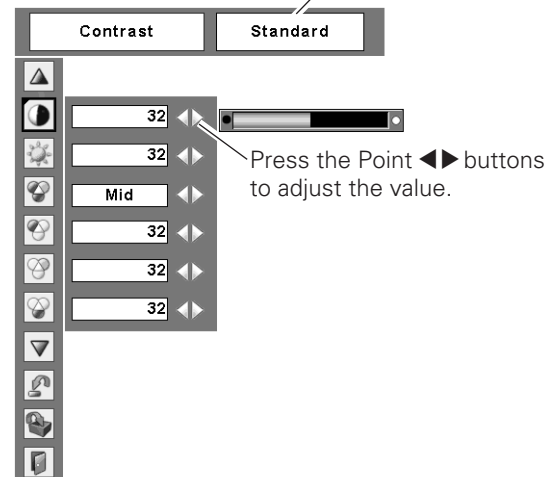 Contrast Standard
32
32
Press the Point ◀▶ buttons
to adjust the value.
Mid
32
32
32